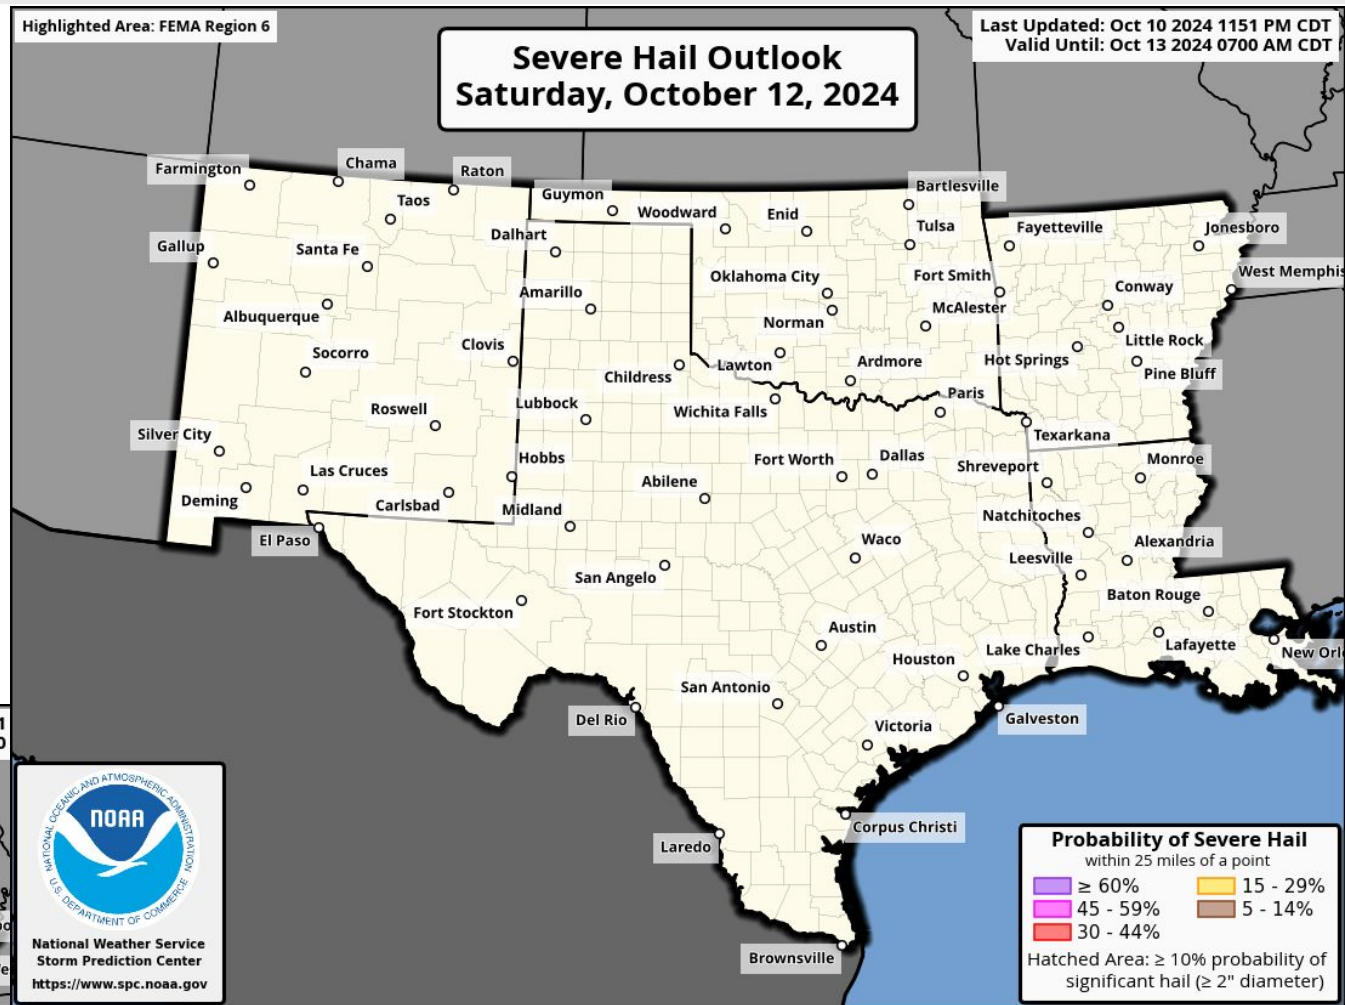 Highlighted Area: FEMA Region 6
Severe Hail Outlook
Saturday, October 12, 2024
Last Updated: Oct 10 2024 1151 PM CDT
Valid Until: Oct 13 2024 0700 AM CDT
Farmington
Chama
Raton
Taos
Guymon
Woodward
Enid
Bartlesville
Tulsa
Fayetteville
Jonesboro
Gallup
Santa Fe
Dalhart
Oklahoma City
Fort Smith
West Memphis
Albuquerque
Amarillo
Norman
McAlester
Conway
Socorro
Clovis
Childress
Lawton
Ardmore
Hot Springs
Little Rock
Pine Bluff
Roswell
Lubbock
Wichita Falls
Paris
Texarkana
Silver City
Las Cruces
Hobbs
Abilene
Fort Worth
Dallas
Shreveport
Monroe
Deming
Carlsbad
Midland
Natchitoches
El Paso
San Angelo
Waco
Leesville
Alexandria
Fort Stockton
Baton Rouge
Austin
Houston
Lake Charles
Lafayette
New Orl
San Antonio
Del Rio
Victoria
Galveston
Laredo
Corpus Christi
Brownsville
1
0
NATIONAL OCEANIC AND ATMOSPHERIC ADMINISTRATION
NOAA
U.S. DEPARTMENT OF COMMERCE
National Weather Service
Storm Prediction Center
https://www.spc.noaa.gov
Probability of Severe Hail
within 25 miles of a point
≥ 60% 15 - 29%
45 - 59% 5 - 14%
30 - 44%
Hatched Area: ≥ 10% probability of
significant hail (≥ 2" diameter)